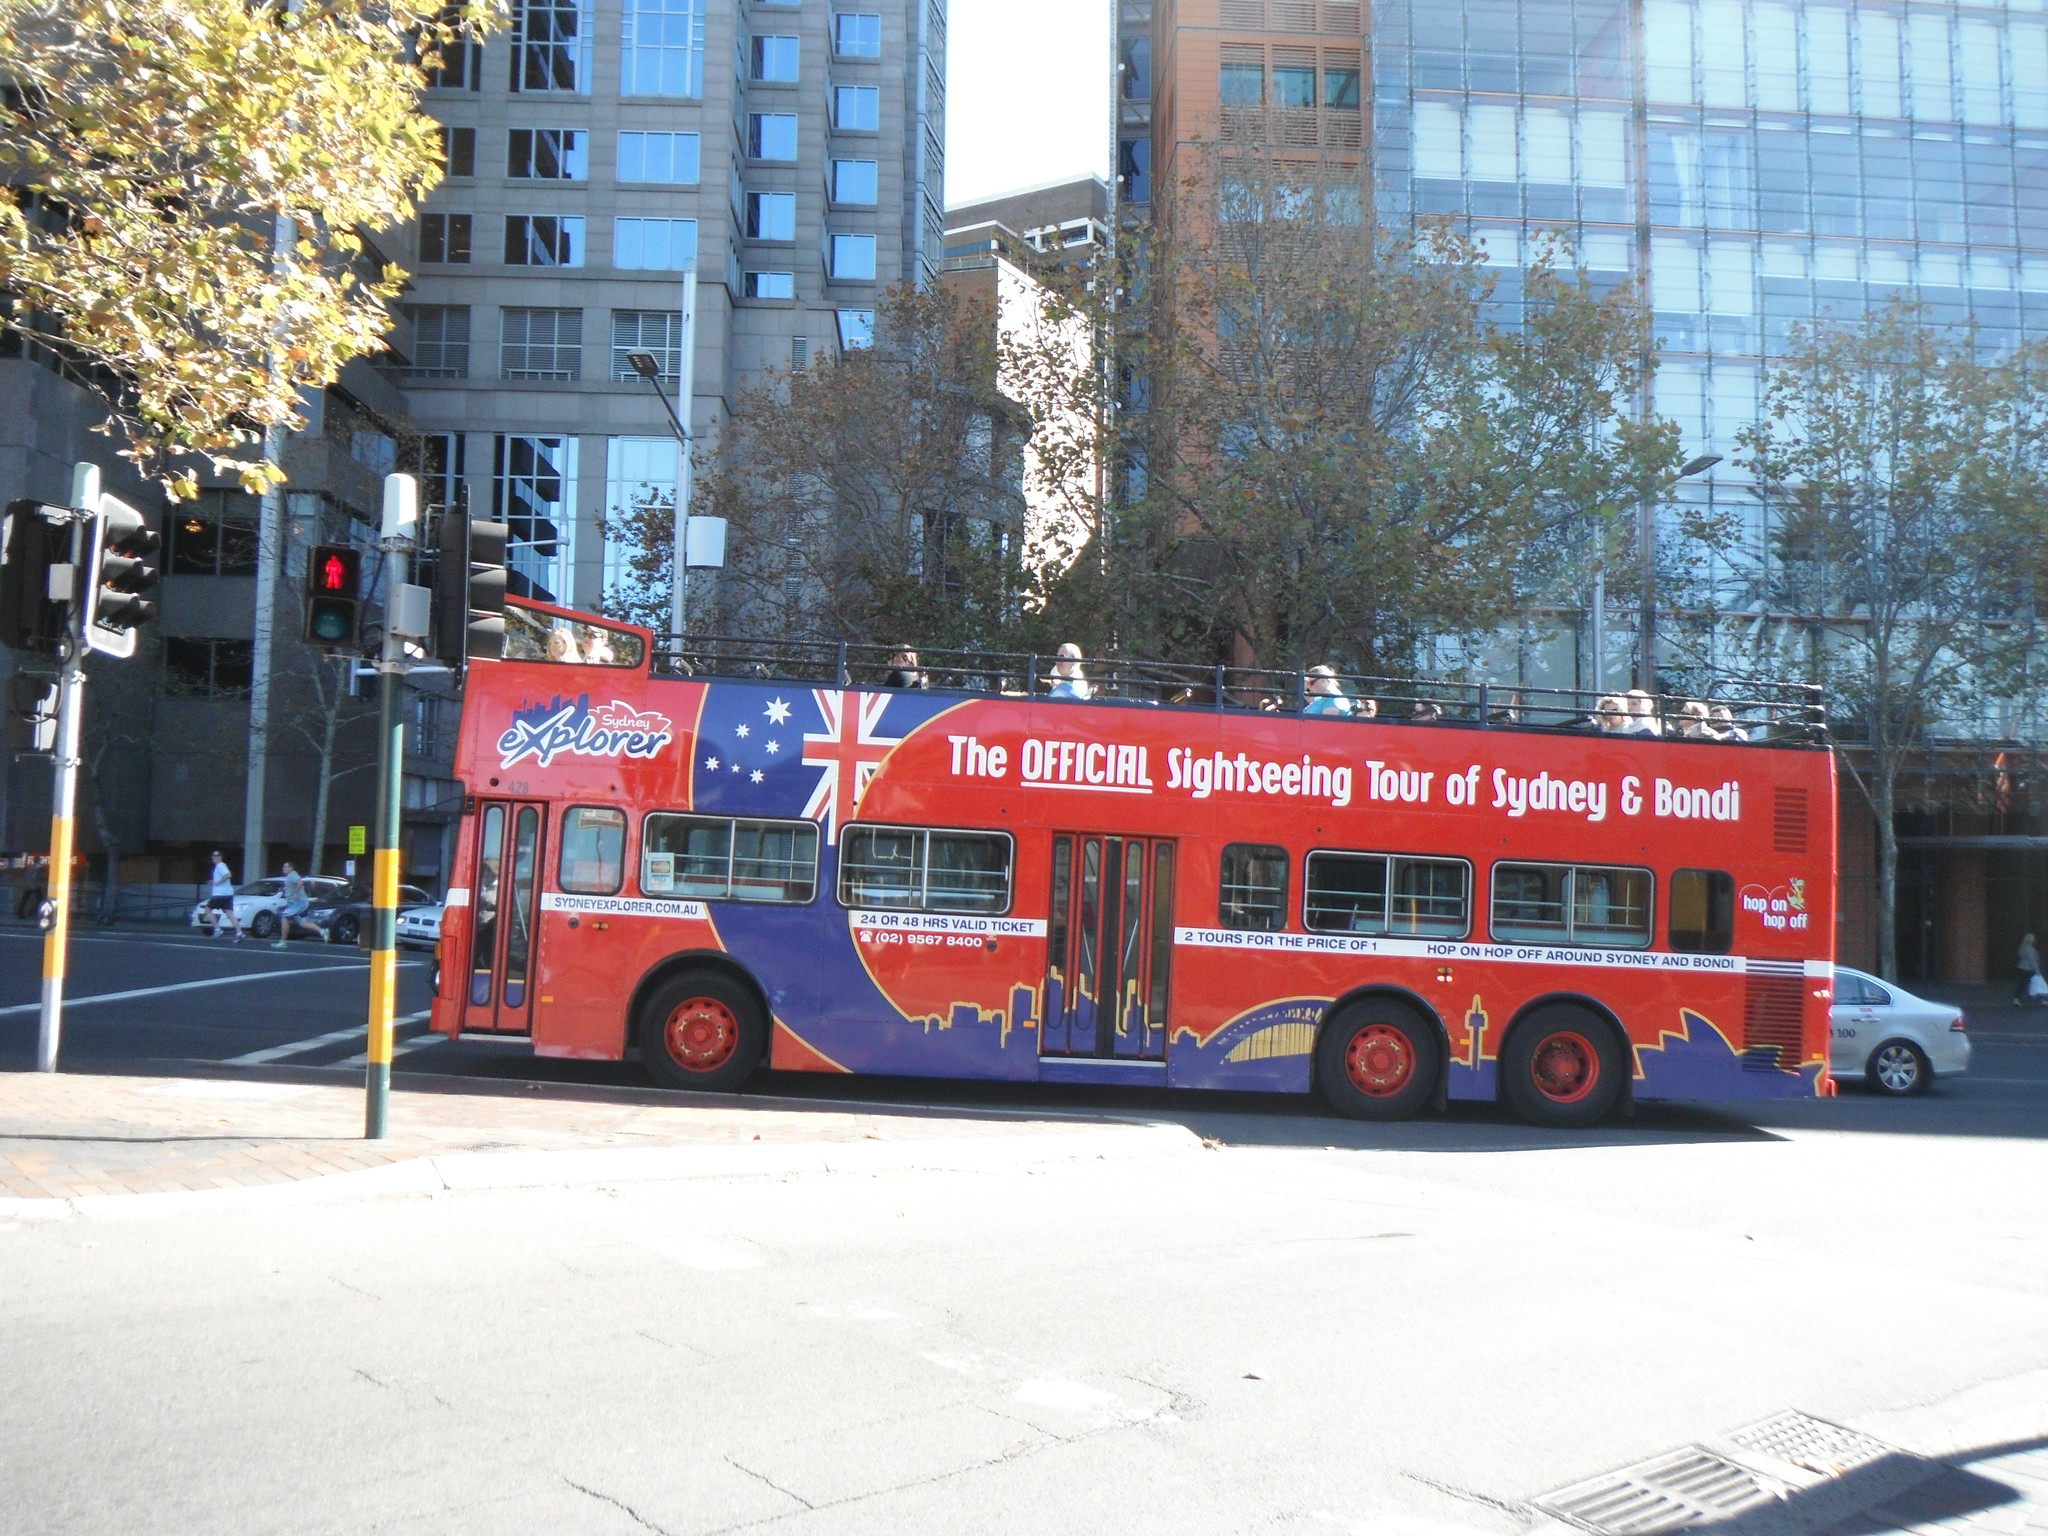 Sydney
eXplorer
428
The OFFICIAL Sightseeing Tour of Sydney & Bondi
SYDNEYEXPLORER.COM.AU
24 OR 48 HRS VALID TICKET
(02) 9567 8400
2 TOURS FOR THE PRICE OF 1
HOP ON HOP OFF AROUND SYDNEY AND BONDI
hop on
hop off
100